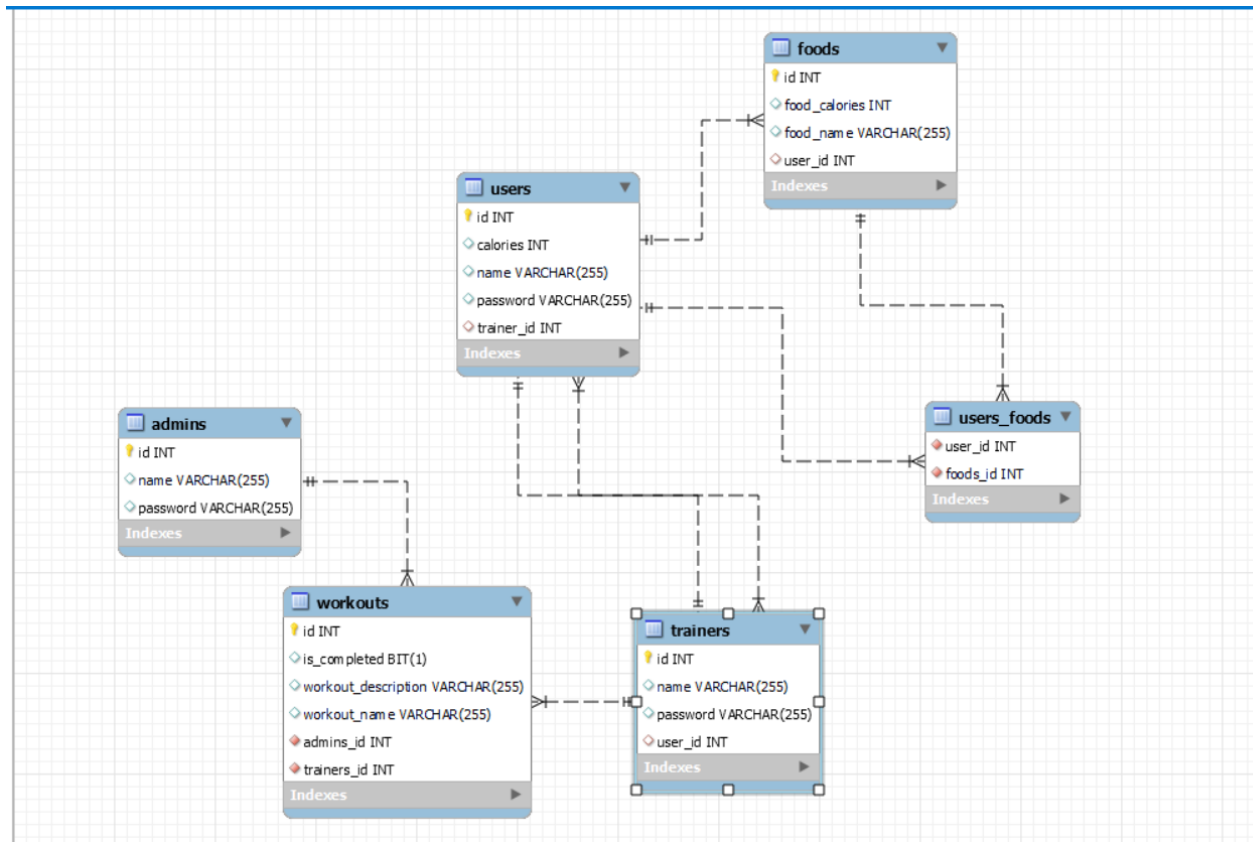 foods
id INT
food_calories INT
food_name VARCHAR(255)
user_id INT
Indexes
users
id INT
calories INT
name VARCHAR(255)
password VARCHAR(255)
trainer_id INT
Indexes
users_foods
user_id INT
foods_id INT
Indexes
admins
id INT
name VARCHAR(255)
password VARCHAR(255)
Indexes
workouts
id INT
is_completed BIT(1)
workout_description VARCHAR(255)
workout_name VARCHAR(255)
admins_id INT
trainers_id INT
Indexes
trainers
id INT
name VARCHAR(255)
password VARCHAR(255)
user_id INT
Indexes